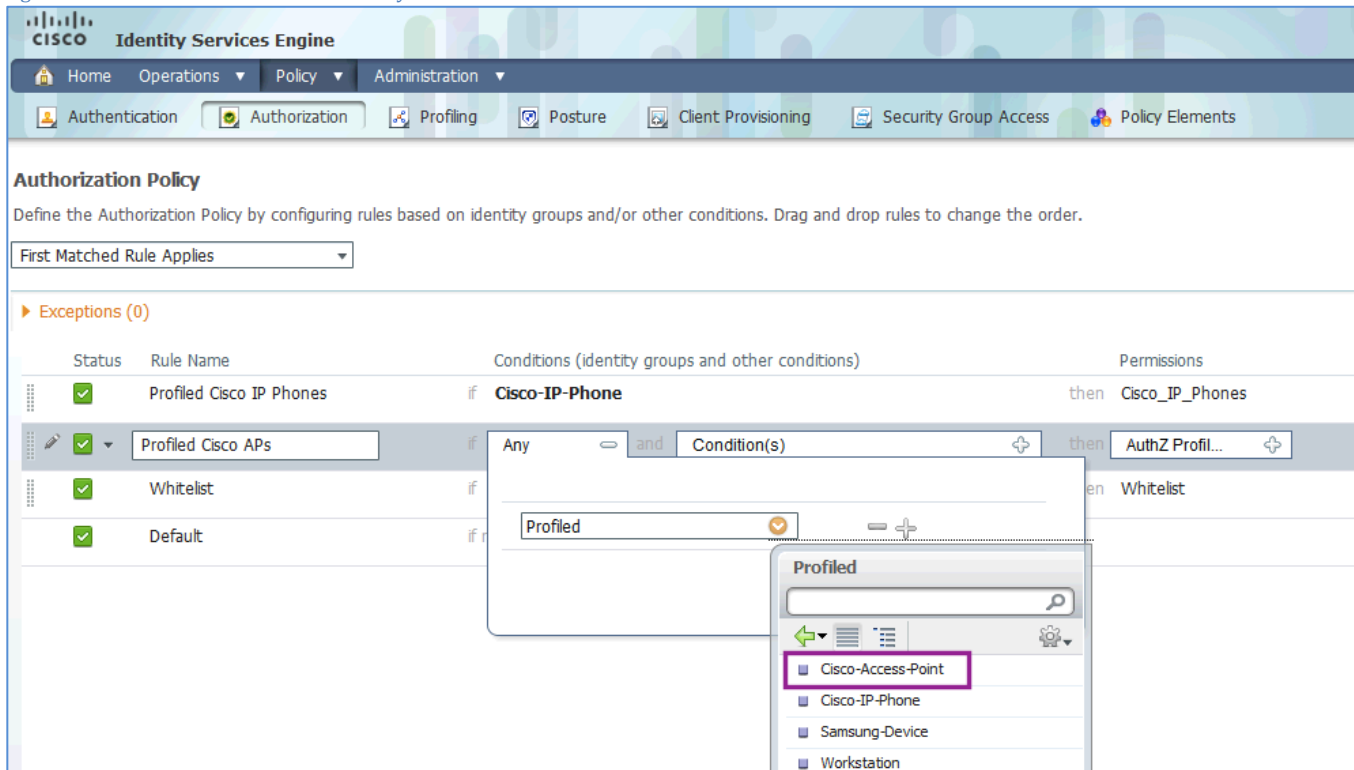 CISCO Identity Services Engine
Home Operations Policy Administration
Authentication Authorization Profiling Posture Client Provisioning Security Group Access Policy Elements
Authorization Policy
Define the Authorization Policy by configuring rules based on identity groups and/or other conditions. Drag and drop rules to change the order.
First Matched Rule Applies
Exceptions (0)
Status Rule Name Conditions (identity groups and other conditions) Permissions
Profiled Cisco IP Phones if Cisco-IP-Phone then Cisco_IP_Phones
Profiled Cisco APs if Any and Condition(s) then AuthZ Profil...
Whitelist if en Whitelist
Profiled
Default if
Profiled
Cisco-Access-Point
Cisco-IP-Phone
Samsung-Device
Workstation